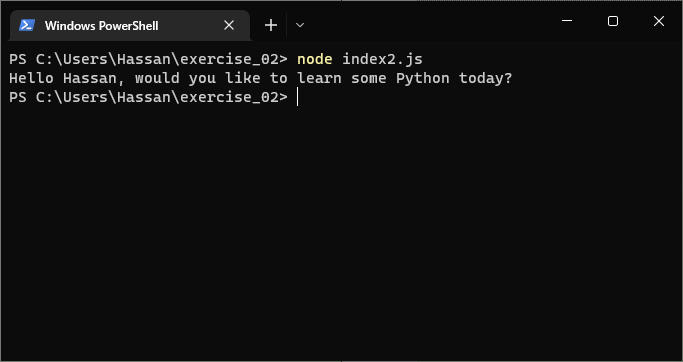 Windows PowerShell
PS C:\Users\Hassan\exercise_02> node index2.js
Hello Hassan, would you like to learn some Python today?
PS C:\Users\Hassan\exercise_02>